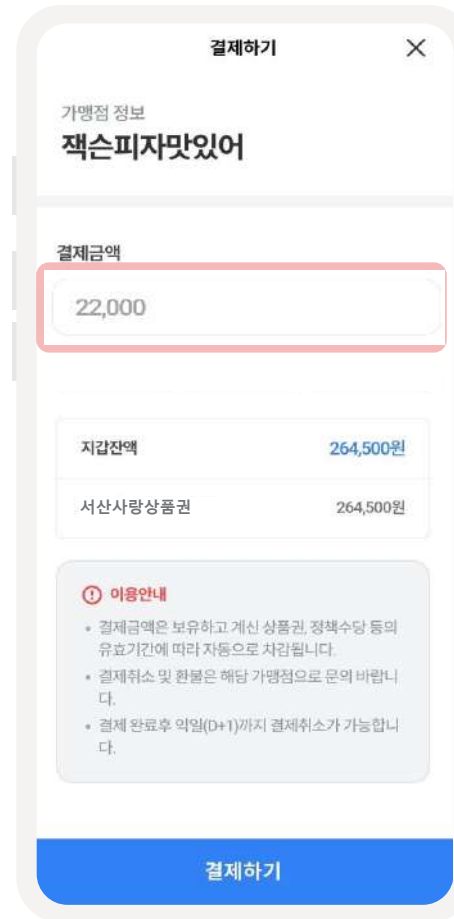 결제하기
가맹점 정보
잭슨피자맛있어
결제금액
22,000
지갑잔액 264,500원
서산사랑상품권 264,500원
이용안내
• 결제금액은 보유하고 계신 상품권, 정책수당 등의
유효기간에 따라 자동으로 차감됩니다.
• 결제취소 및 환불은 해당 가맹점으로 문의 바랍니
다.
• 결제 완료후 익일(D+1)까지 결제취소가 가능합니
다.
결제하기